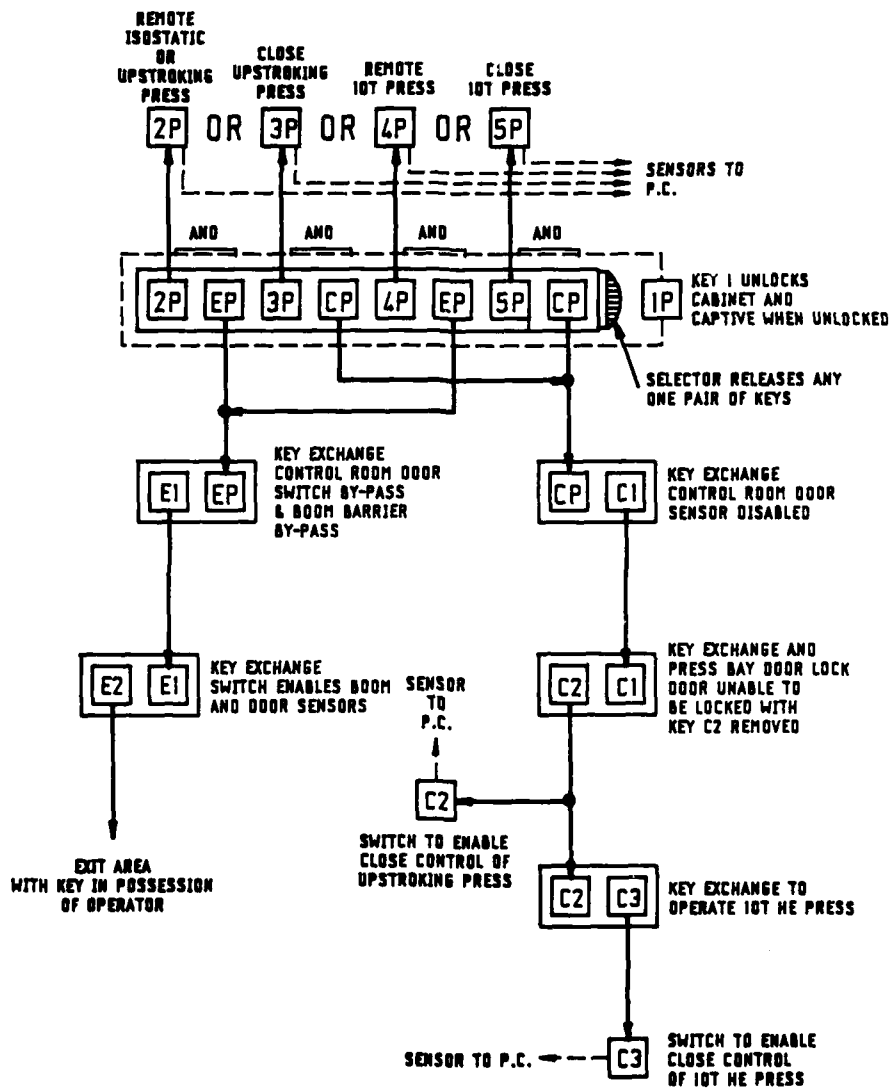 REMOTE
ISOSTATIC
OR
UPSTROKING
PRESS
CLOSE
UPSTROKING
PRESS
REMOTE
10T PRESS
CLOSE
10T PRESS
2P OR 3P OR 4P OR 5P
SENSORS TO
P.C.
AND AND AND AND
2P EP 3P CP 4P EP 5P CP
1P
KEY 1 UNLOCKS
CABINET AND
CAPTIVE WHEN UNLOCKED
SELECTOR RELEASES ANY
ONE PAIR OF KEYS
E1 EP
KEY EXCHANGE
CONTROL ROOM DOOR
SWITCH BY-PASS
& BOOM BARRIER
BY-PASS
CP C1
KEY EXCHANGE
CONTROL ROOM DOOR
SENSOR DISABLED
E2 E1
KEY EXCHANGE
SWITCH ENABLES BOOM
AND DOOR SENSORS
C2 C1
KEY EXCHANGE AND
PRESS BAY DOOR LOCK
DOOR UNABLE TO
BE LOCKED WITH
KEY C2 REMOVED
SENSOR
TO
P.C.
C2
SWITCH TO ENABLE
CLOSE CONTROL OF
UPSTROKING PRESS
EXIT AREA
WITH KEY IN POSSESSION
OF OPERATOR
C2 C3
KEY EXCHANGE TO
OPERATE 10T HE PRESS
SENSOR TO P.C.
C3
SWITCH TO ENABLE
CLOSE CONTROL
OF 10T HE PRESS